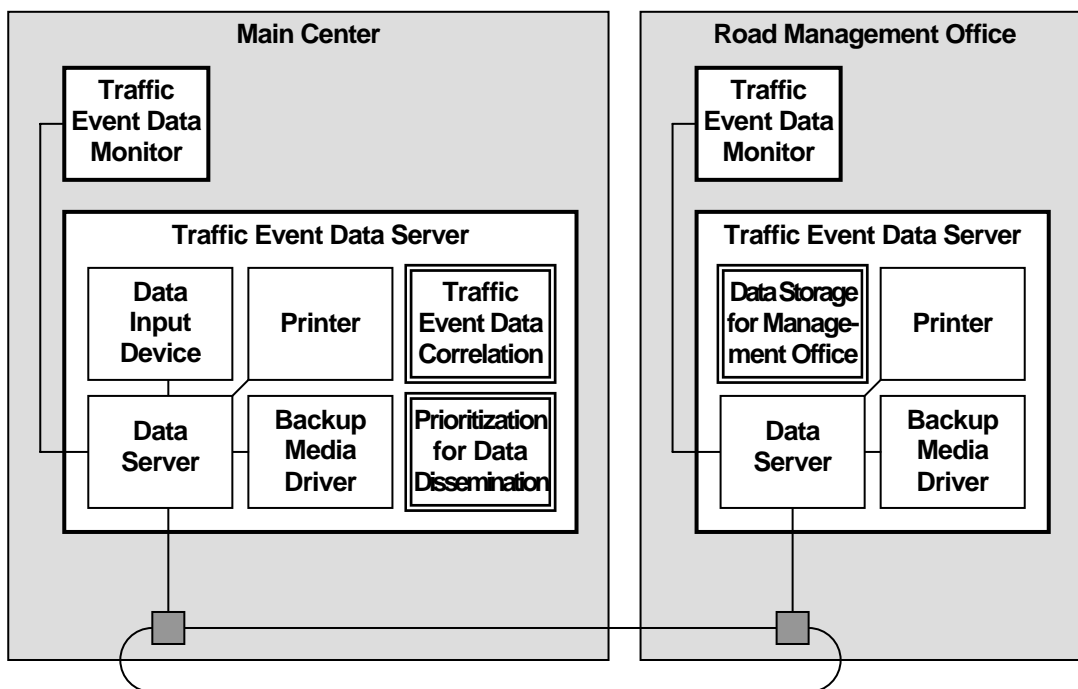 Main Center
Traffic
Event Data
Monitor
Traffic Event Data Server
Data
Input
Device
Printer
Traffic
Event Data
Correlation
Data
Server
Backup
Media
Driver
Prioritization
for Data
Dissemination
Road Management Office
Traffic
Event Data
Monitor
Traffic Event Data Server
Data Storage
for Manage-
ment Office
Printer
Data
Server
Backup
Media
Driver